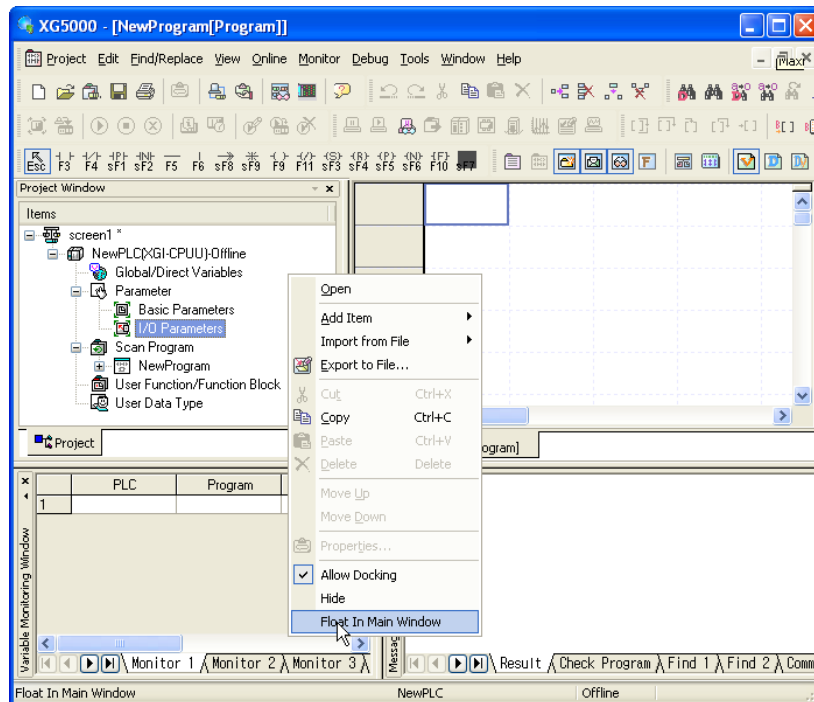 XG5000 - [NewProgram[Program]]
Project Edit Find/Replace View Online Monitor Debug Tools Window Help
Esc F3 F4 sF1 sF2 F5 F6 sF8 sF9 F9 F11 sF3 sF4 sF5 sF6 F10 sF7
Project Window
Items
screen1 *
NewPLC(XGI-CPUU)-Offline
Global/Direct Variables
Parameter
Basic Parameters
I/O Parameters
Scan Program
NewProgram
User Function/Function Block
User Data Type
Project
Open
Add Item
Import from File
Export to File...
Cut Ctrl+X
Copy Ctrl+C
Paste Ctrl+V
Delete Delete
Move Up
Move Down
Properties...
Allow Docking
Hide
Float In Main Window
ogram]
PLC Program
1
Variable Monitoring Window
Monitor 1 Monitor 2 Monitor 3
Messa
Result Check Program Find 1 Find 2 Comm
Float In Main Window NewPLC Offline